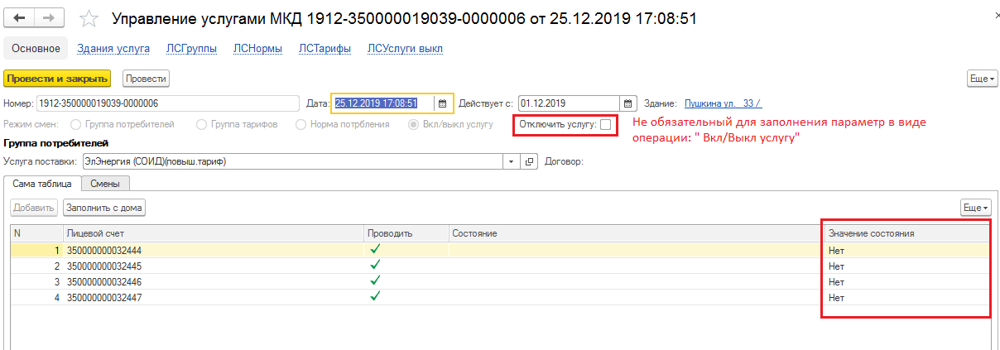 Управление услугами МКД 1912-350000019039-0000006 от 25.12.2019 17:08:51
Основное Здания услуга ЛСГруппы ЛСНормы ЛСТарифы ЛСУслуги выкл
Провести и закрыть Провести Еще
Номер: 1912-350000019039-0000006 Дата: 25.12.2019 17:08:51 Действует с: 01.12.2019 Здание: Пушкина ул. 33 /
Режим смен: Группа потребителей Группа тарифов Норма потрбления Вкл/выкл услугу Отключить услугу:
Не обязательный для заполнения параметр в виде
операции: " Вкл/Выкл услугу"
Группа потребителей
Услуга поставки: ЭлЭнергия (СОИД)(повыш.тариф) Договор:
Сама таблица Смены
Добавить Заполнить с дома Еще
N Лицевой счет Проводить Состояние Значение состояния
1 350000000032444 Нет
2 350000000032445 Нет
3 350000000032446 Нет
4 350000000032447 Нет